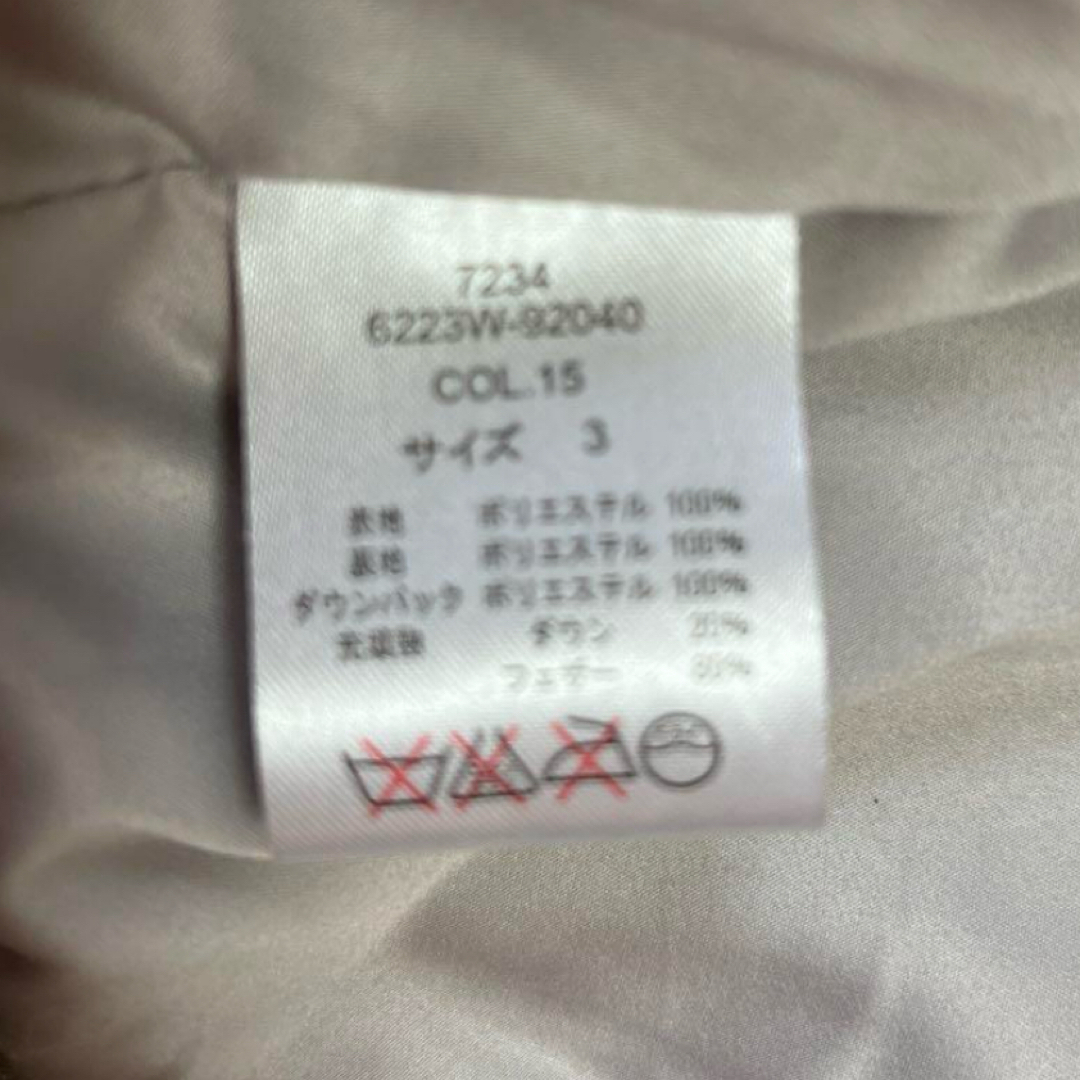 7234
6223W-92040
COL.15
サイズ 3
表地 ポリエステル 100%
裏地 ポリエステル 100%
ダウンパック ポリエステル 100%
充填物 ダウン
フェザー